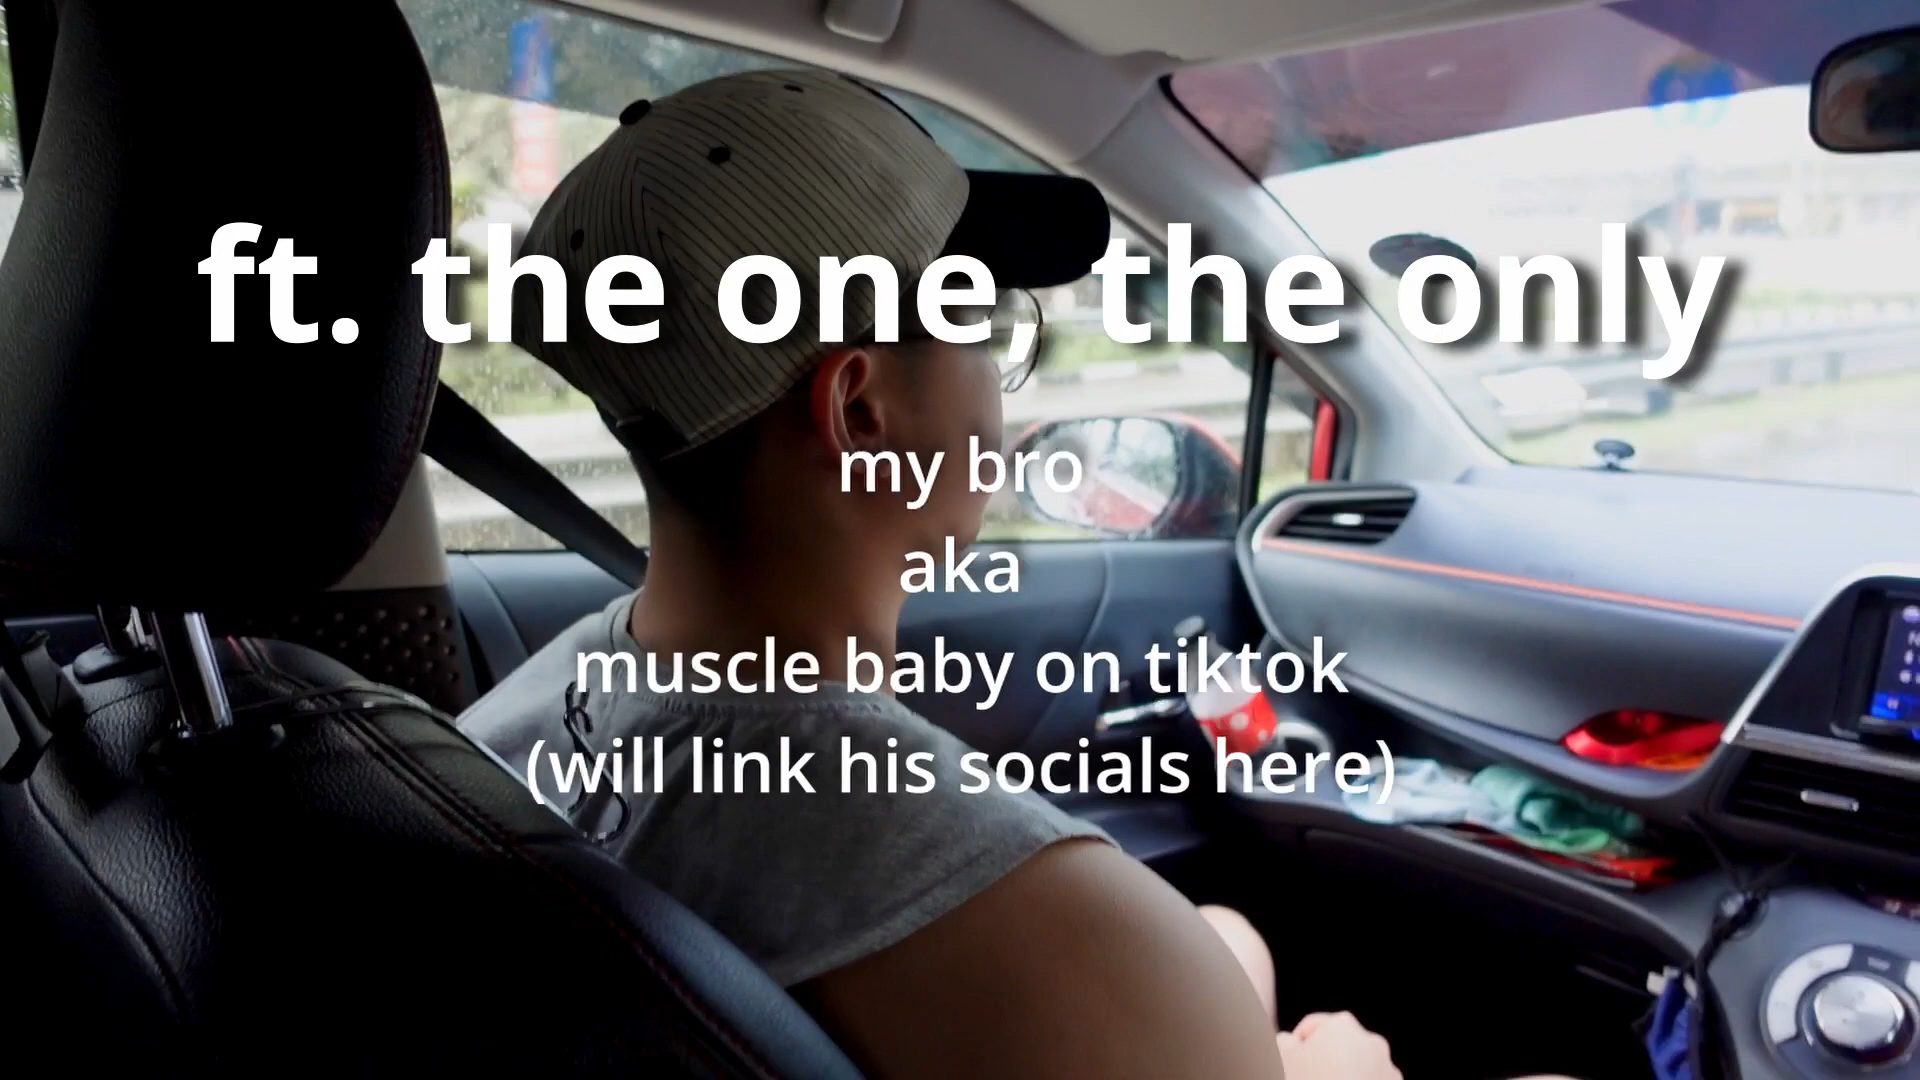 ft. the one, the only
my bro
aka
muscle baby on tiktok
(will link his socials here)